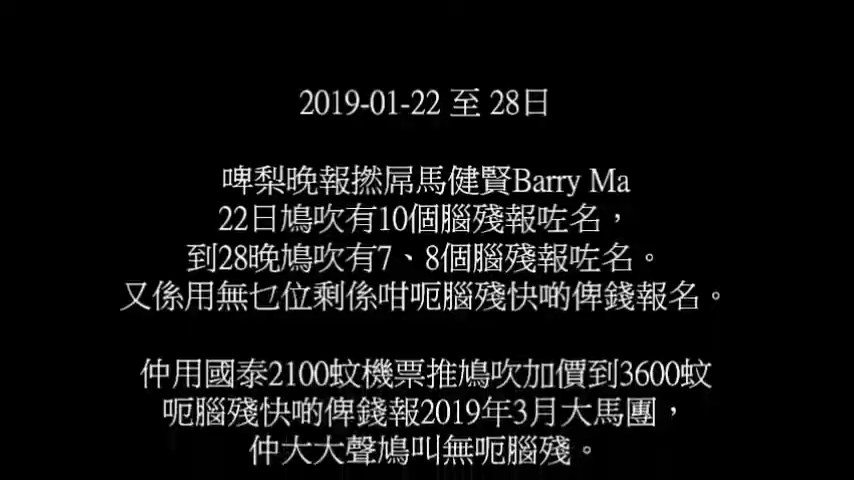 2019-01-22 至 28日
啤梨晚報撚屌馬健賢Barry Ma
22日鳩吹有10個腦殘報咗名，
到28晚鳩吹有7、8個腦殘報咗名。
又係用無乜位剩係咁呃腦殘快啲俾錢報名。
仲用國泰2100蚊機票推鳩吹加價到3600蚊
呃腦殘快啲俾錢報2019年3月大馬團，
仲大大聲鳩叫無呃腦殘。